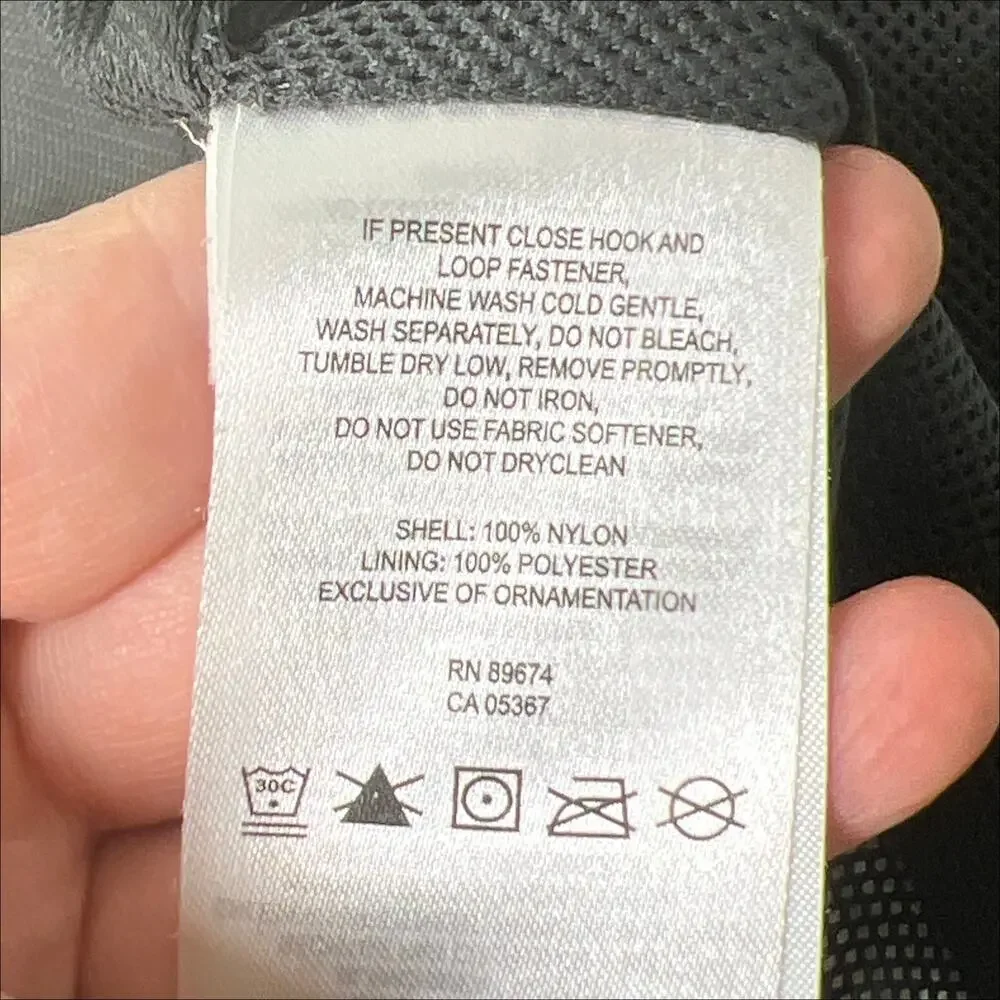 IF PRESENT CLOSE HOOK AND
LOOP FASTENER,
MACHINE WASH COLD GENTLE,
WASH SEPARATELY, DO NOT BLEACH,
TUMBLE DRY LOW, REMOVE PROMPTLY,
DO NOT IRON,
DO NOT USE FABRIC SOFTENER,
DO NOT DRYCLEAN
SHELL: 100% NYLON
LINING: 100% POLYESTER
EXCLUSIVE OF ORNAMENTATION
RN 89674
CA 05367
30C